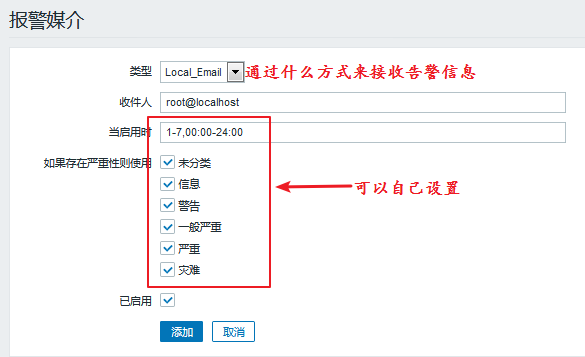 报警媒介
类型 Local_Email 通过什么方式来接收告警信息
收件人 root@localhost
当启用时 1-7,00:00-24:00
如果存在严重性则使用 未分类
信息 可以自己设置
警告
一般严重
严重
灾难
已启用
添加 取消